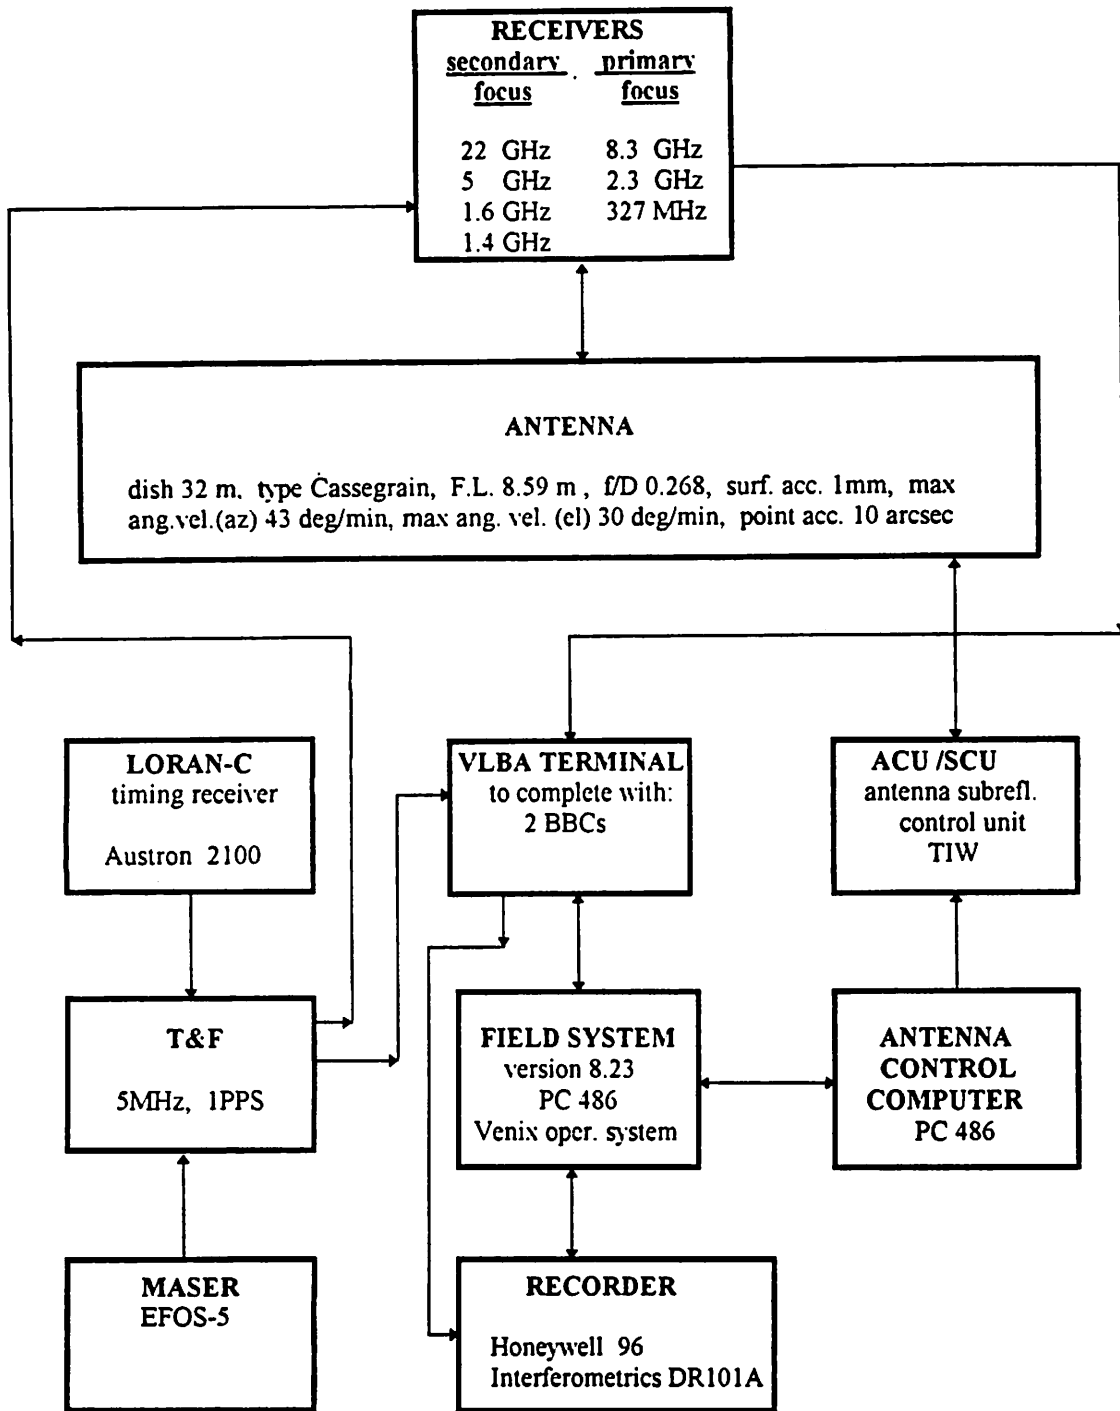 RECEIVERS
secondary focus
primary focus
22 GHz 8.3 GHz
5 GHz 2.3 GHz
1.6 GHz 327 MHz
1.4 GHz
ANTENNA
dish 32 m. type Cassegrain, F.L. 8.59 m , f/D 0.268, surf. acc. 1mm, max
ang.vel.(az) 43 deg/min, max ang. vel. (el) 30 deg/min, point acc. 10 arcsec
LORAN-C
timing receiver
Austron 2100
VLBA TERMINAL
to complete with:
2 BBCs
ACU /SCU
antenna subrefl.
control unit
TIW
T&F
5MHz, 1PPS
FIELD SYSTEM
version 8.23
PC 486
Venix oper. system
ANTENNA
CONTROL
COMPUTER
PC 486
MASER
EFOS-5
RECORDER
Honeywell 96
Interferometrics DR101A